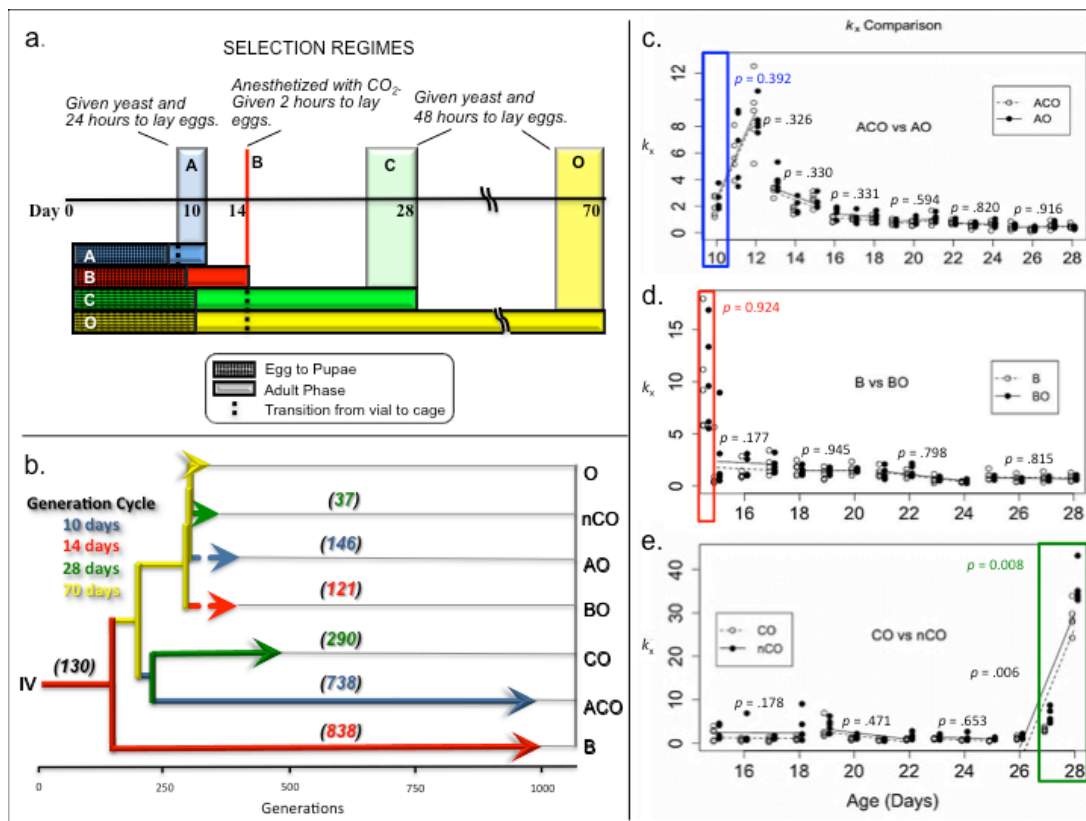 a.
SELECTION REGIMES
Given yeast and
24 hours to lay eggs.
Anesthetized with CO2.
Given 2 hours to lay
eggs.
Given yeast and
48 hours to lay eggs.
A
B
C
O
Day 0
10
14
28
70
A
B
C
O
Egg to Pupae
Adult Phase
Transition from vial to cage
b.
Generation Cycle
10 days
14 days
28 days
70 days
IV
(130)
(37)
(146)
(121)
(290)
(738)
(838)
O
nCO
AO
BO
CO
ACO
B
0
250
500
750
1000
Generations
kx Comparison
c.
p = 0.392
ACO vs AO
ACO
AO
p = .326
p = .330
p = .331
p = .594
p = .820
p = .916
kx
12
10
8
6
4
2
0
10 12 14 16 18 20 22 24 26 28
d.
p = 0.924
B vs BO
B
BO
p = .177
p = .945
p = .798
p = .815
kx
15
10
5
0
16 18 20 22 24 26 28
e.
p = 0.008
CO vs nCO
CO
nCO
p = .006
p = .178
p = .471
p = .653
kx
40
30
20
10
0
16 18 20 22 24 26 28
Age (Days)